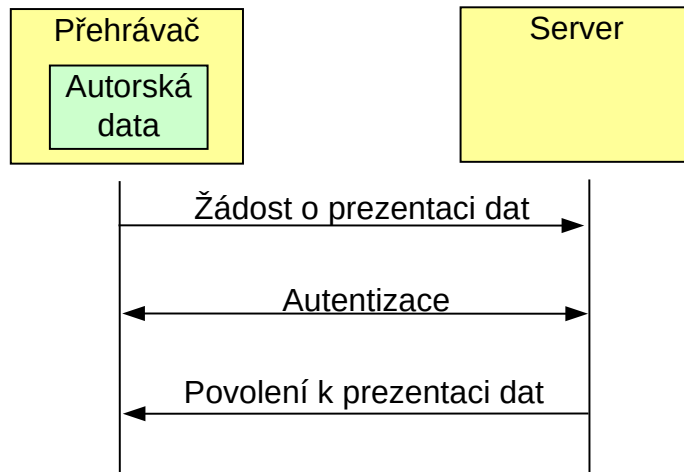 Přehrávač
Autorská
data
Server
Žádost o prezentaci dat
Autentizace
Povolení k prezentaci dat